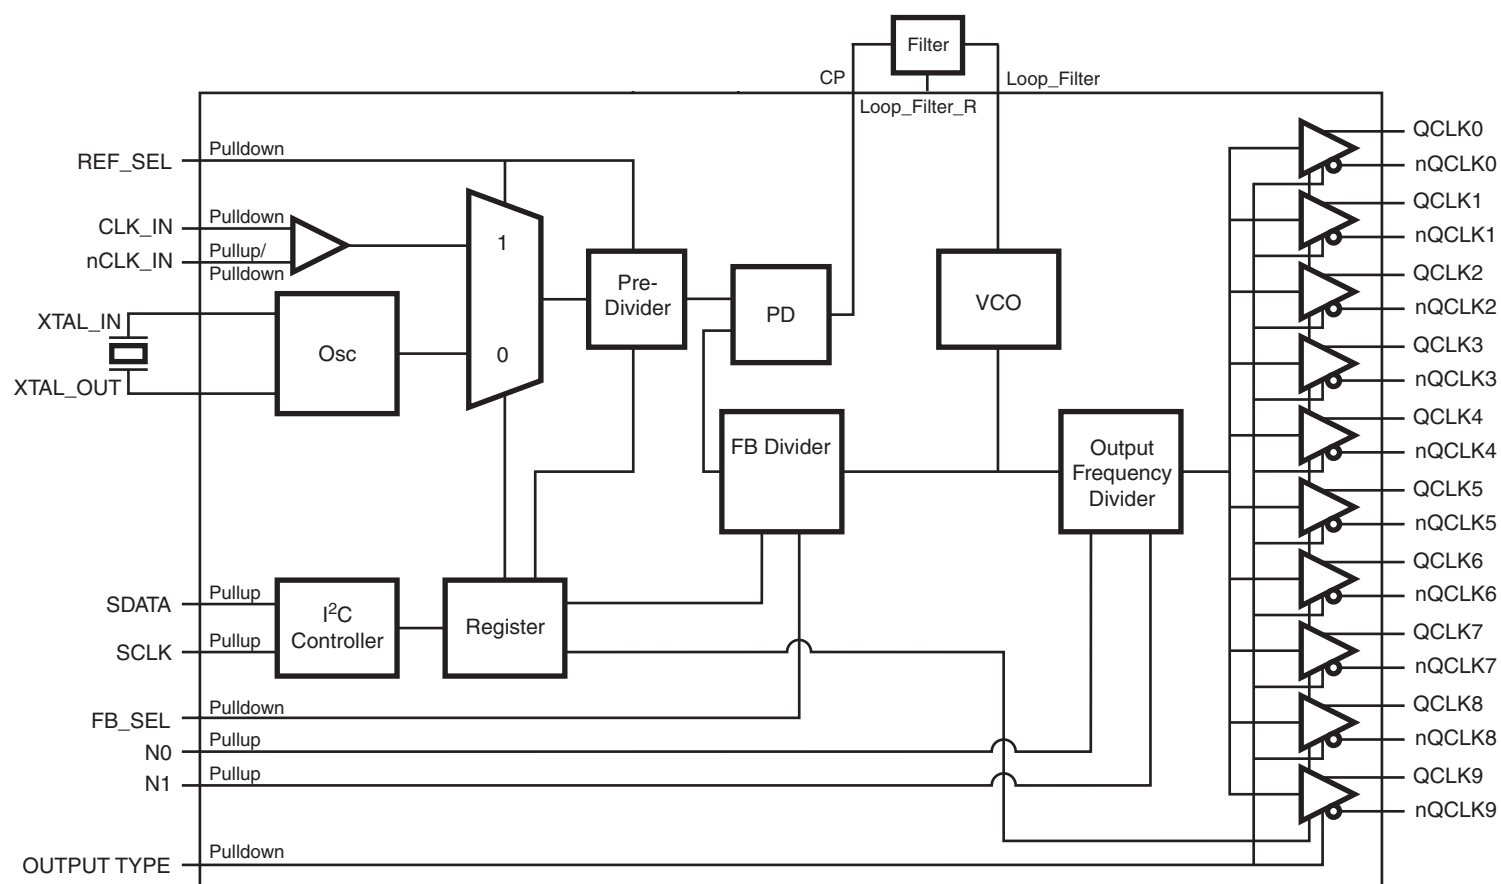 Filter
CP
Loop_Filter
Loop_Filter_R
REF_SEL
Pulldown
CLK_IN
Pulldown
nCLK_IN
Pullup/
Pulldown
XTAL_IN
XTAL_OUT
Osc
1
0
Pre-
Divider
PD
VCO
FB Divider
Output
Frequency
Divider
SDATA
Pullup
SCLK
Pullup
I²C
Controller
Register
FB_SEL
Pulldown
N0
Pullup
N1
Pullup
OUTPUT TYPE
Pulldown
QCLK0
nQCLK0
QCLK1
nQCLK1
QCLK2
nQCLK2
QCLK3
nQCLK3
QCLK4
nQCLK4
QCLK5
nQCLK5
QCLK6
nQCLK6
QCLK7
nQCLK7
QCLK8
nQCLK8
QCLK9
nQCLK9